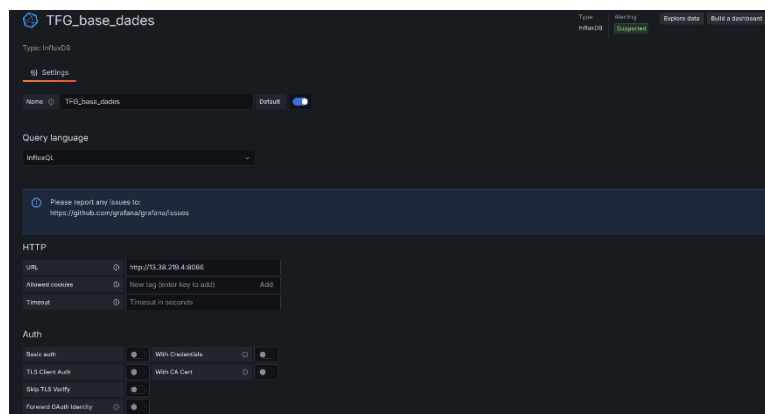 TFG_base_dades
Type
Alerting
Explore data
Build a dashboard
InfluxDB
Supported
Type: InfluxDB
Settings
Name
TFG_base_dades
Default
Query language
InfluxQL
Please report any issues to:
https://github.com/grafana/grafana/issues
HTTP
URL
http://13.38.219.4:8086
Allowed cookies
New tag (enter key to add)
Add
Timeout
Timeout in seconds
Auth
Basic auth
With Credentials
TLS Client Auth
With CA Cert
Skip TLS Verify
Forward OAuth Identity